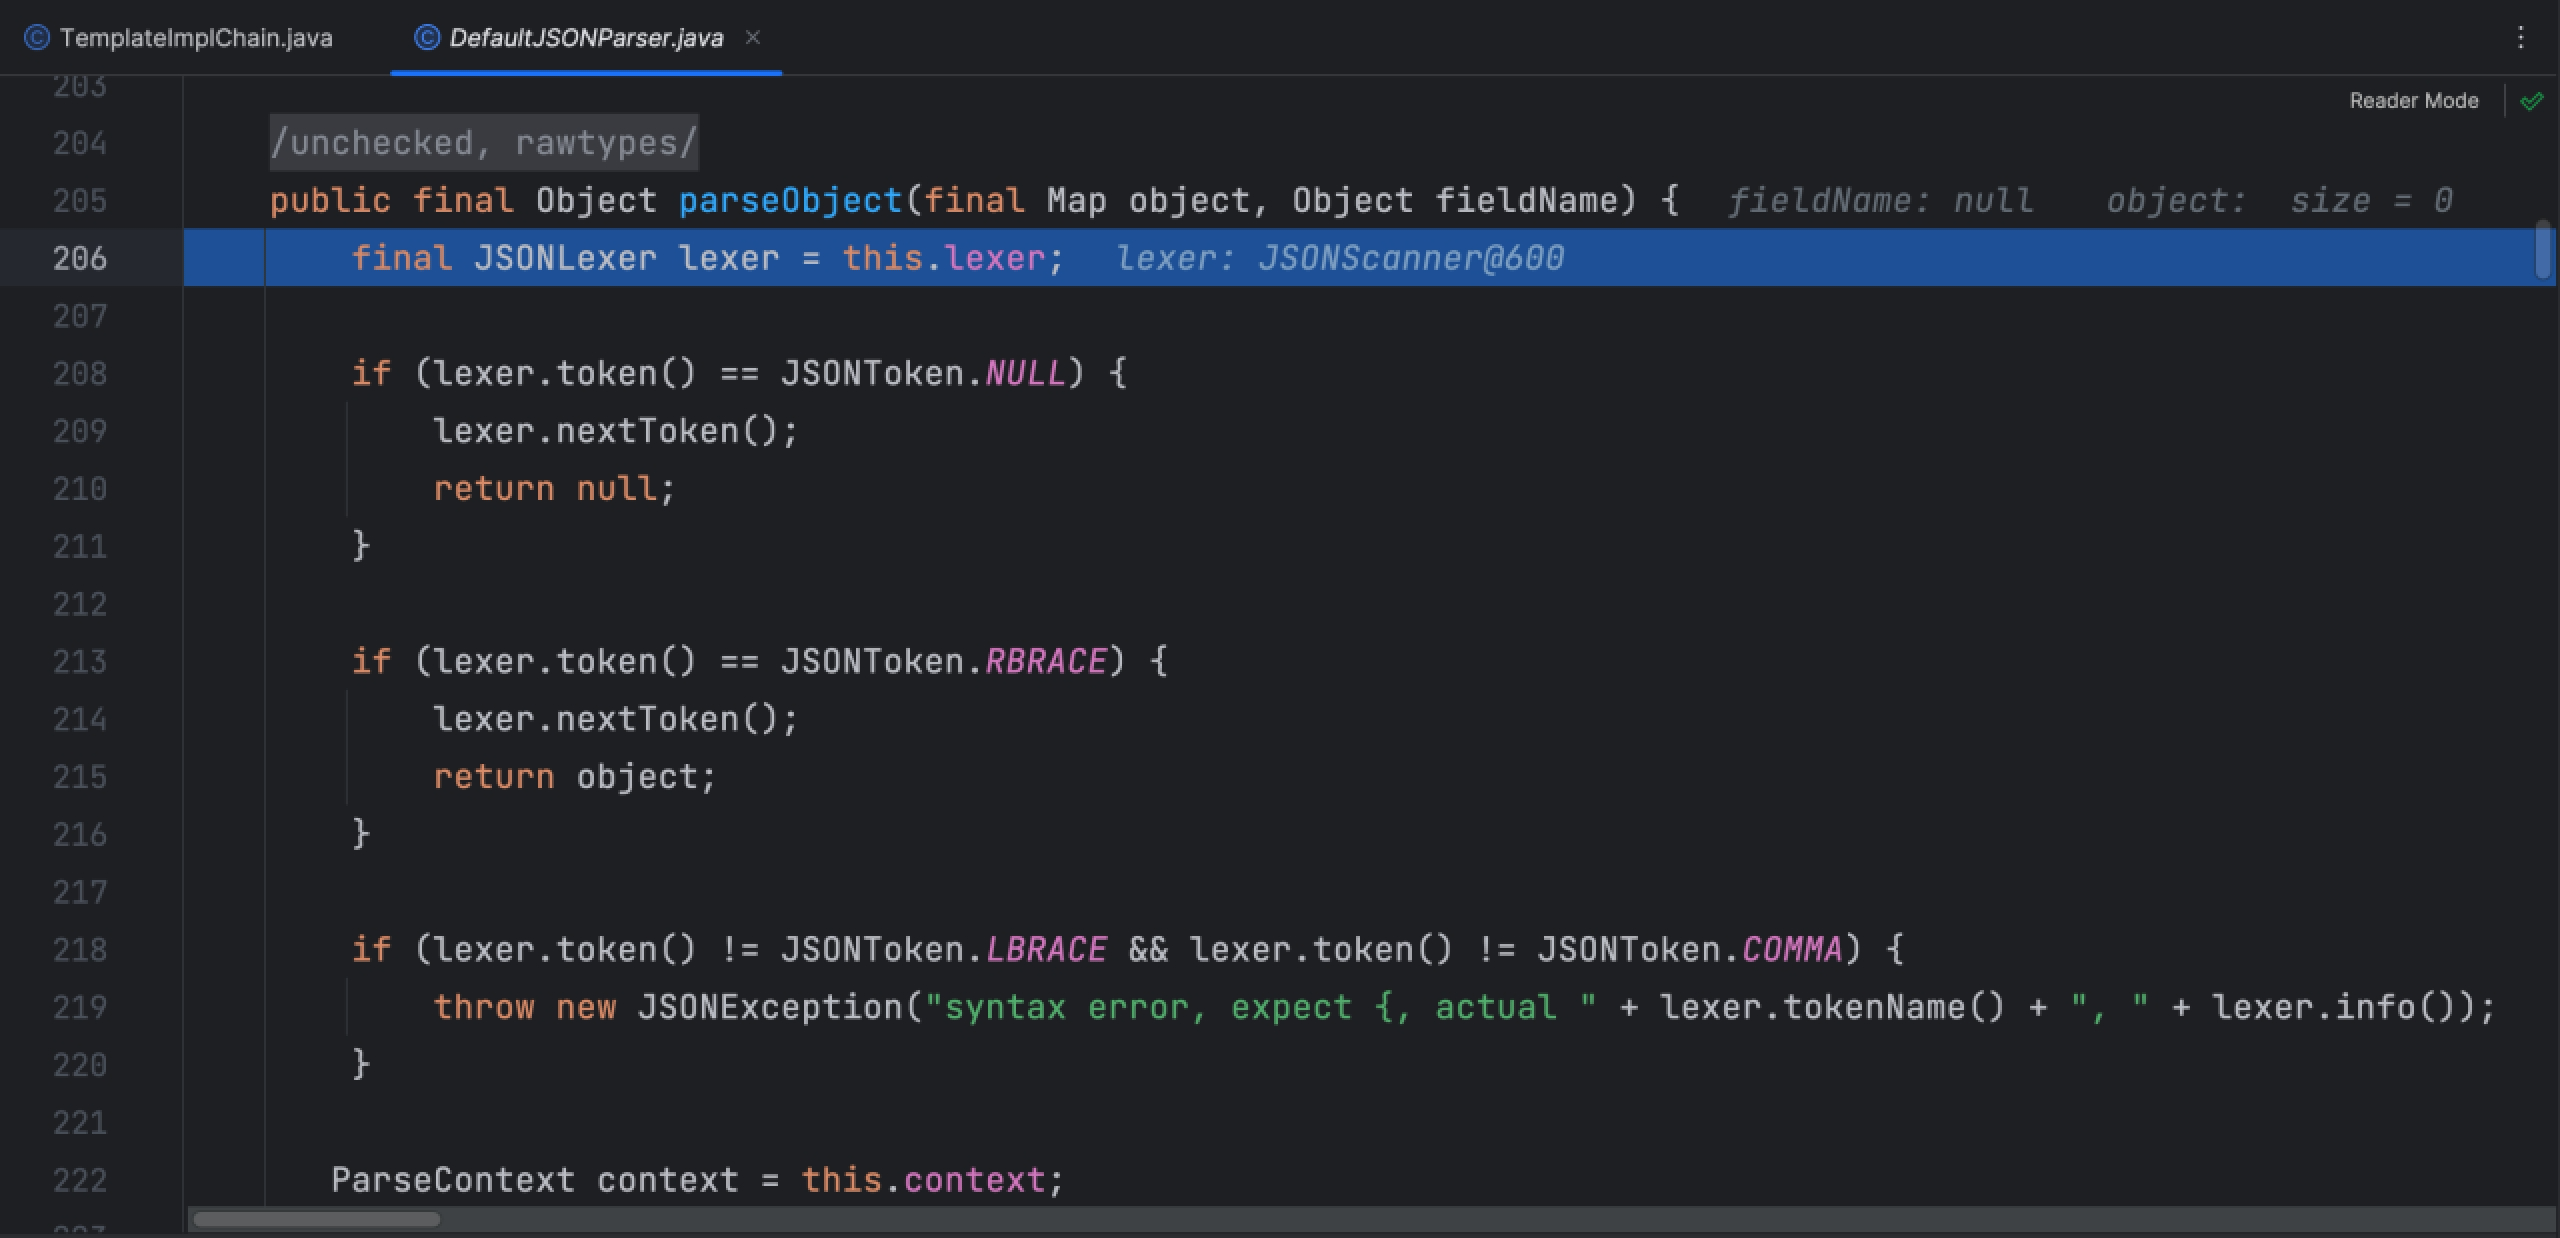 TemplateImplChain.java DefaultJSONParser.java
203 Reader Mode
204 /unchecked, rawtypes/
205 public final Object parseObject(final Map object, Object fieldName) { fieldName: null object: size = 0
206 final JSONLexer lexer = this.lexer; lexer: JSONScanner@600
207
208 if (lexer.token() == JSONToken.NULL) {
209 lexer.nextToken();
210 return null;
211 }
212
213 if (lexer.token() == JSONToken.RBRACE) {
214 lexer.nextToken();
215 return object;
216 }
217
218 if (lexer.token() != JSONToken.LBRACE && lexer.token() != JSONToken.COMMA) {
219 throw new JSONException("syntax error, expect {, actual " + lexer.tokenName() + ", " + lexer.info());
220 }
221
222 ParseContext context = this.context;